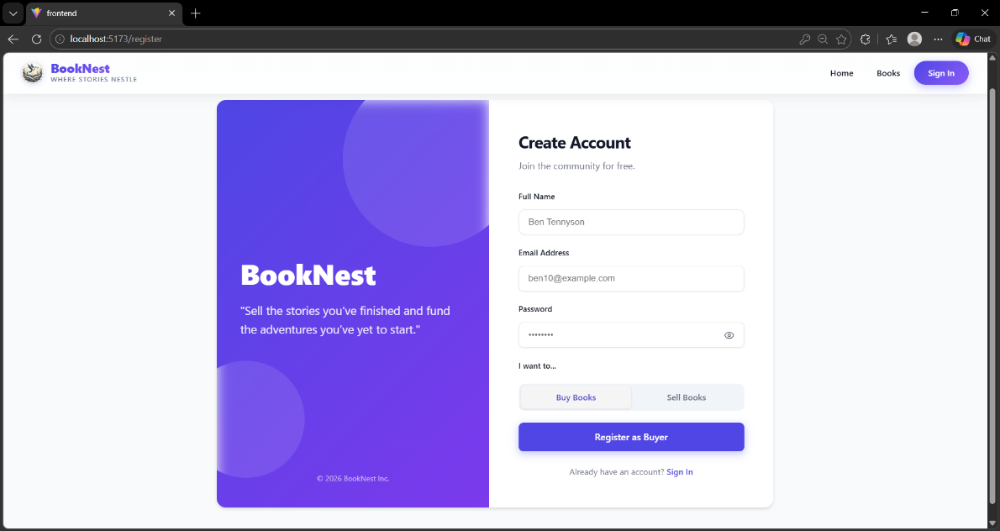 frontend
localhost:5173/register
Chat
BookNest
WHERE STORIES NESTLE
Home
Books
Sign In
BookNest
"Sell the stories you’ve finished and fund
the adventures you’ve yet to start."
© 2026 BookNest Inc.
Create Account
Join the community for free.
Full Name
Ben Tennyson
Email Address
ben10@example.com
Password
••••••••
I want to...
Buy Books
Sell Books
Register as Buyer
Already have an account? Sign In